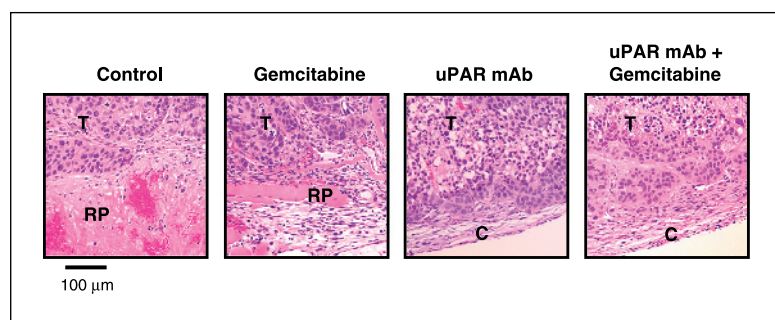 Control
Gemcitabine
uPAR mAb
uPAR mAb +
Gemcitabine
T
T
T
T
RP
RP
C
C
100 μm